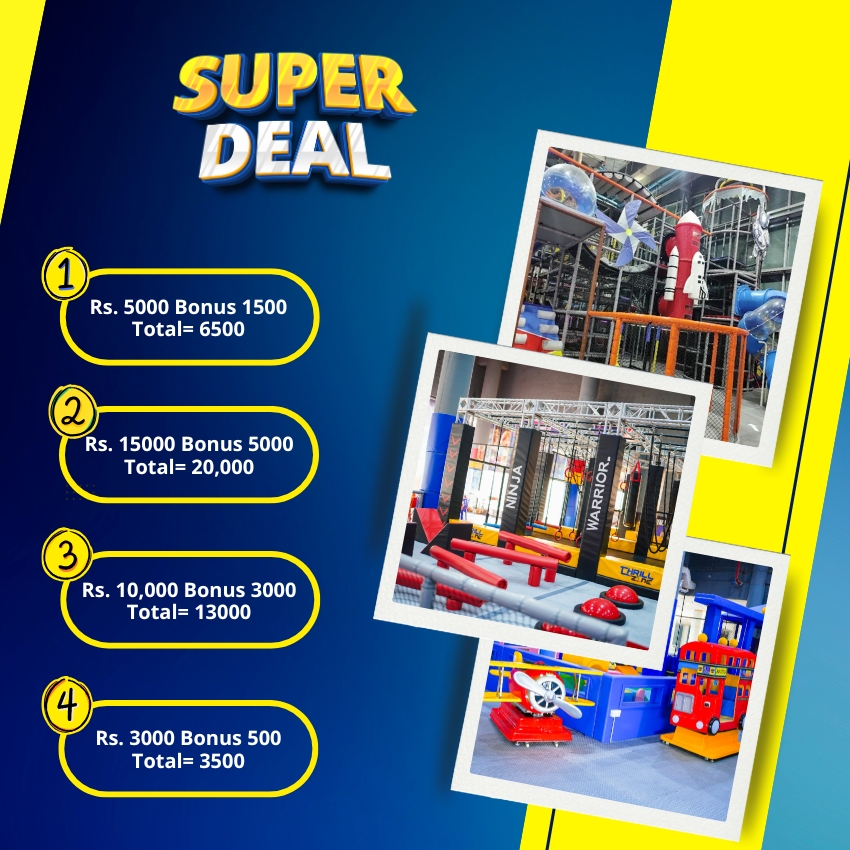 SUPER
DEAL
1
Rs. 5000 Bonus 1500
Total= 6500
2
Rs. 15000 Bonus 5000
Total= 20,000
3
Rs. 10,000 Bonus 3000
Total= 13000
4
Rs. 3000 Bonus 500
Total= 3500
NINJA
WARRIOR
THRILL
ZONE